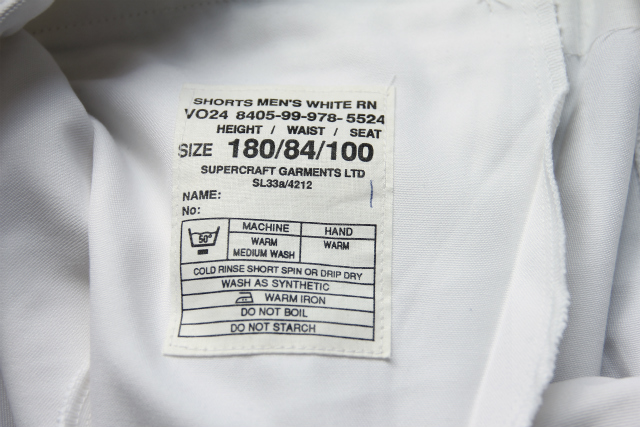 SHORTS MEN'S WHITE RN
VO24 8405-99-978-5524
HEIGHT / WAIST / SEAT
SIZE 180/84/100
SUPERCRAFT GARMENTS LTD
SL33a/4212
NAME:
No:
50°
MACHINE HAND
WARM MEDIUM WASH WARM
COLD RINSE SHORT SPIN OR DRIP DRY
WASH AS SYNTHETIC
WARM IRON
DO NOT BOIL
DO NOT STARCH